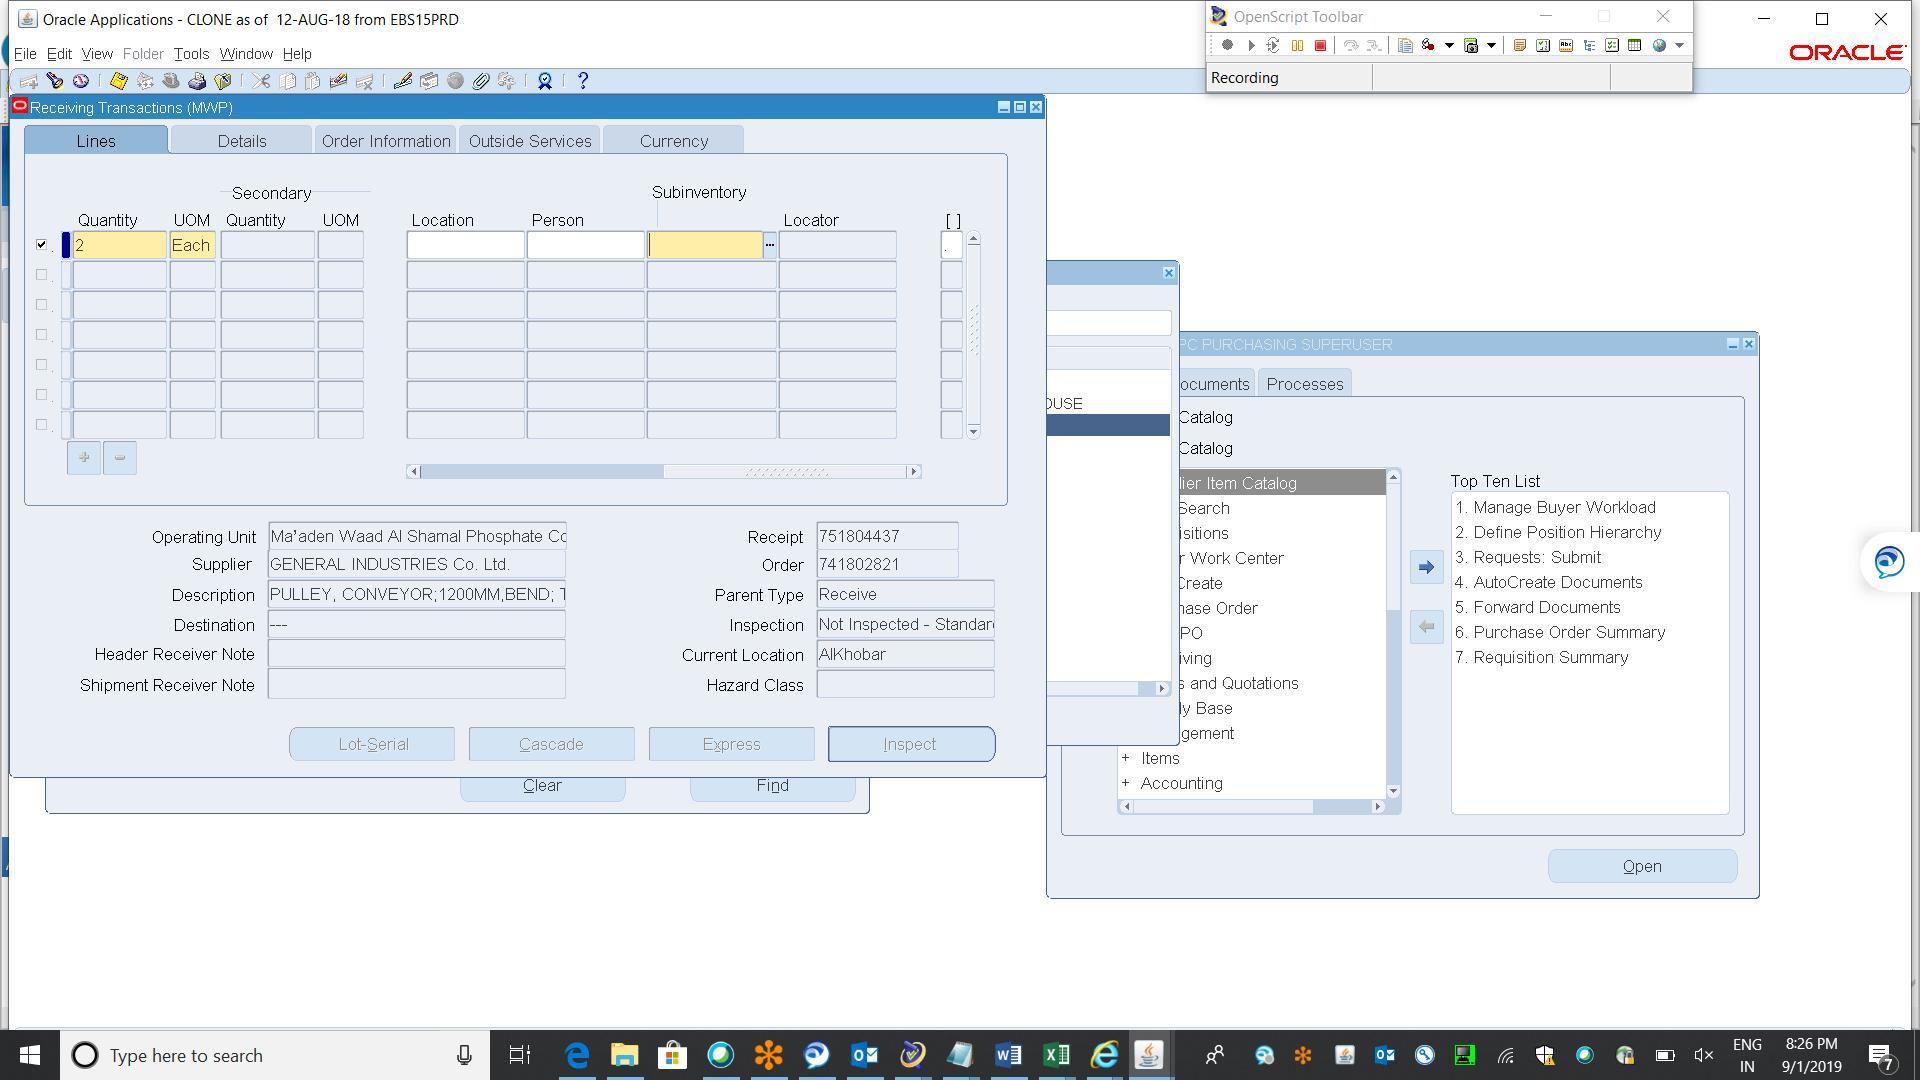 Oracle Applications - CLONE as of 12-AUG-18 from EBS15PRD
OpenScript Toolbar
File Edit View Folder Tools Window Help
ORACLE
Recording
Receiving Transactions (MWP)
Lines Details Order Information Outside Services Currency
Secondary Subinventory
Quantity UOM Quantity UOM Location Person Locator [ ]
2 Each
PC PURCHASING SUPERUSER
ocuments Processes
OUSE
Catalog
Catalog
lier Item Catalog
Search
isitions
r Work Center
Create
hase Order
PO
iving
s and Quotations
ly Base
gement
+ Items
+ Accounting
Top Ten List
1. Manage Buyer Workload
2. Define Position Hierarchy
3. Requests: Submit
4. AutoCreate Documents
5. Forward Documents
6. Purchase Order Summary
7. Requisition Summary
Open
Operating Unit Ma'aden Waad Al Shamal Phosphate Co
Receipt 751804437
Supplier GENERAL INDUSTRIES Co. Ltd.
Order 741802821
Description PULLEY, CONVEYOR;1200MM,BEND; T
Parent Type Receive
Destination ---
Inspection Not Inspected - Standar
Header Receiver Note
Current Location AlKhobar
Shipment Receiver Note
Hazard Class
Lot-Serial Cascade Express Inspect
Clear Find
Type here to search
ENG
IN
8:26 PM
9/1/2019
7